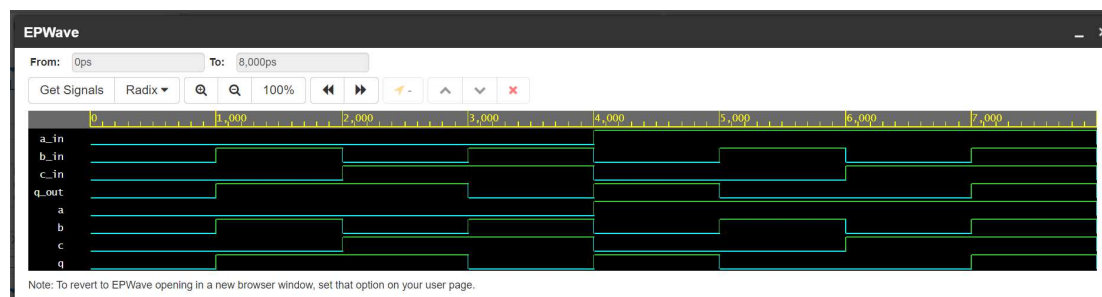 EPWave
From: 0ps To: 8,000ps
Get Signals Radix 100% -
0 1,000 2,000 3,000 4,000 5,000 6,000 7,000
a_in
b_in
c_in
q_out
a
b
c
q
Note: To revert to EPWave opening in a new browser window, set that option on your user page.